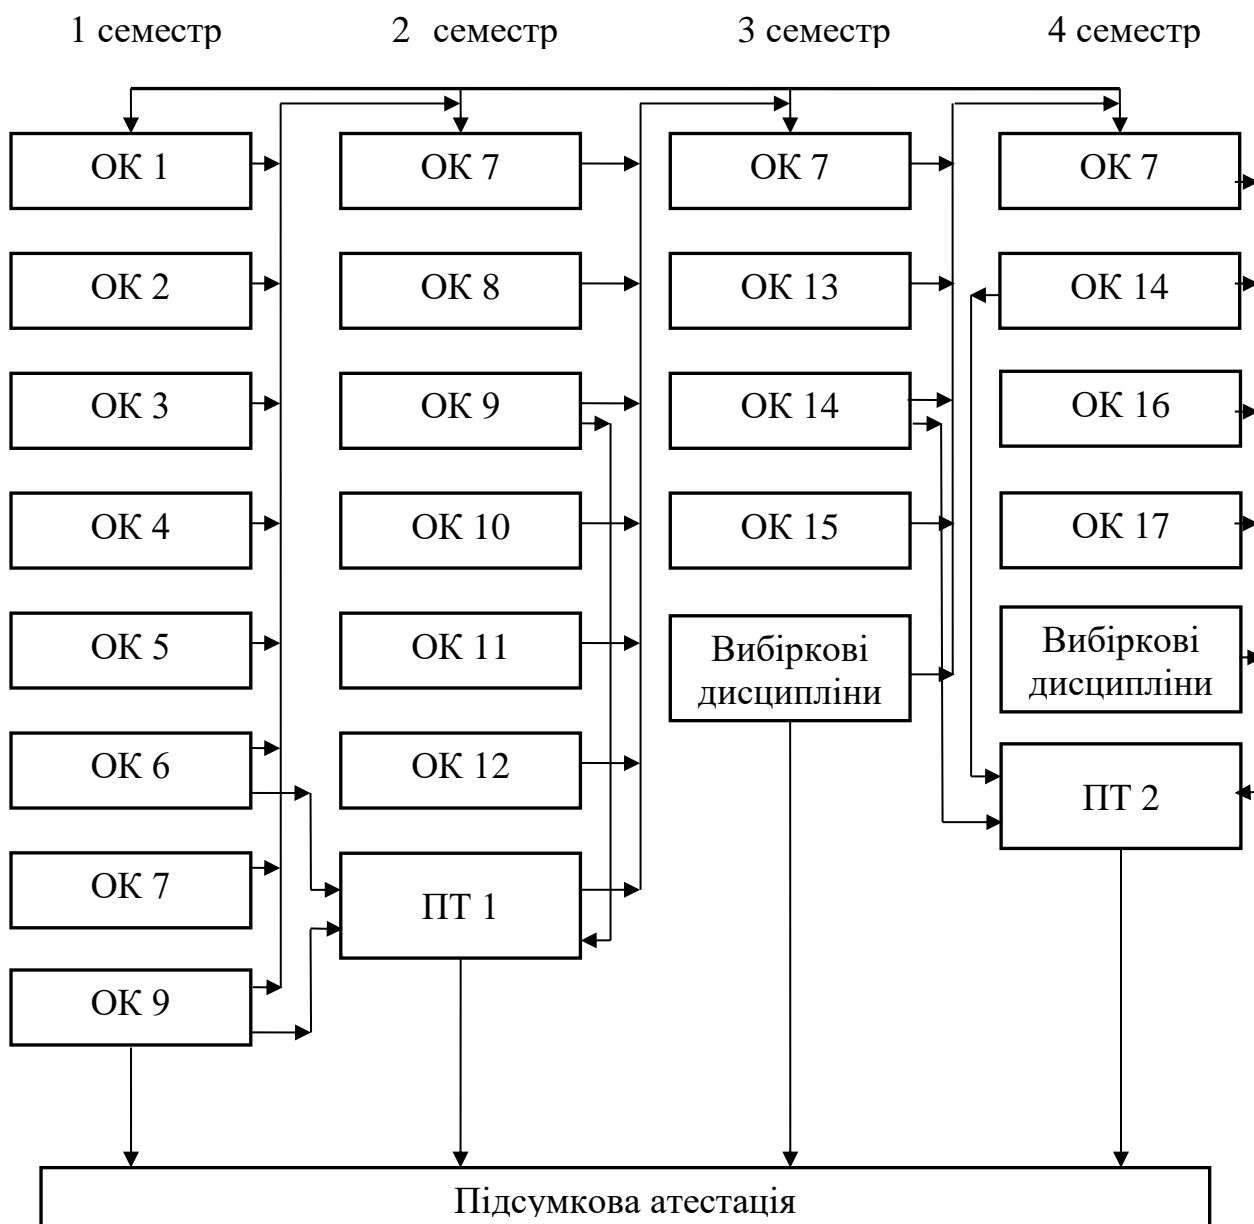 1 семестр
2 семестр
3 семестр
4 семестр
ОК 1
ОК 7
ОК 7
ОК 7
ОК 2
ОК 8
ОК 13
ОК 14
ОК 3
ОК 9
ОК 14
ОК 16
ОК 4
ОК 10
ОК 15
ОК 17
ОК 5
ОК 11
Вибіркові
дисципліни
Вибіркові
дисципліни
ОК 6
ОК 12
ПТ 2
ОК 7
ПТ 1
ОК 9
Підсумкова атестація